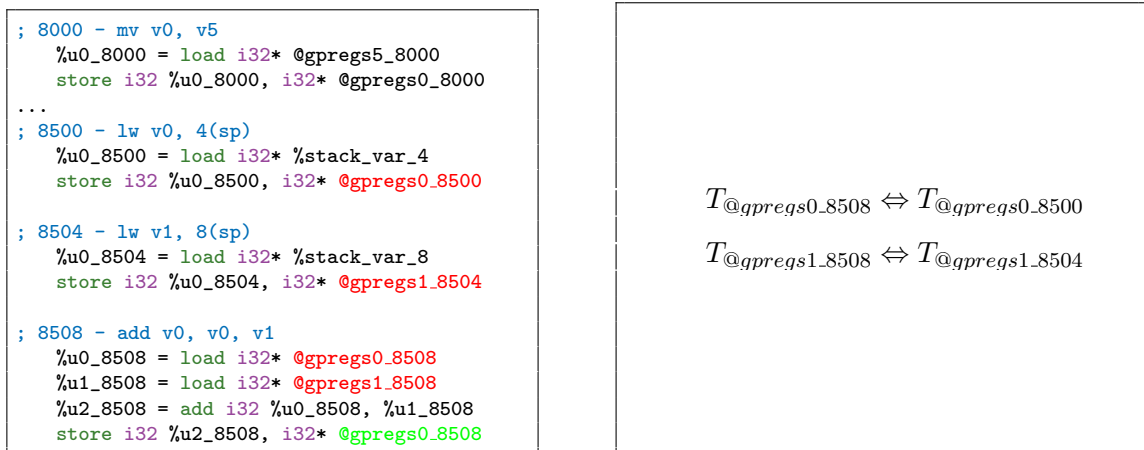 ; 8000 - mv v0, v5
%u0_8000 = load i32* @gpregs5_8000
store i32 %u0_8000, i32* @gpregs0_8000
...
; 8500 - lw v0, 4(sp)
%u0_8500 = load i32* %stack_var_4
store i32 %u0_8500, i32* @gpregs0_8500
; 8504 - lw v1, 8(sp)
%u0_8504 = load i32* %stack_var_8
store i32 %u0_8504, i32* @gpregs1_8504
; 8508 - add v0, v0, v1
%u0_8508 = load i32* @gpregs0_8508
%u1_8508 = load i32* @gpregs1_8508
%u2_8508 = add i32 %u0_8508, %u1_8508
store i32 %u2_8508, i32* @gpregs0_8508
T@gpregs0_8508 ⇔ T@gpregs0_8500
T@gpregs1_8508 ⇔ T@gpregs1_8504